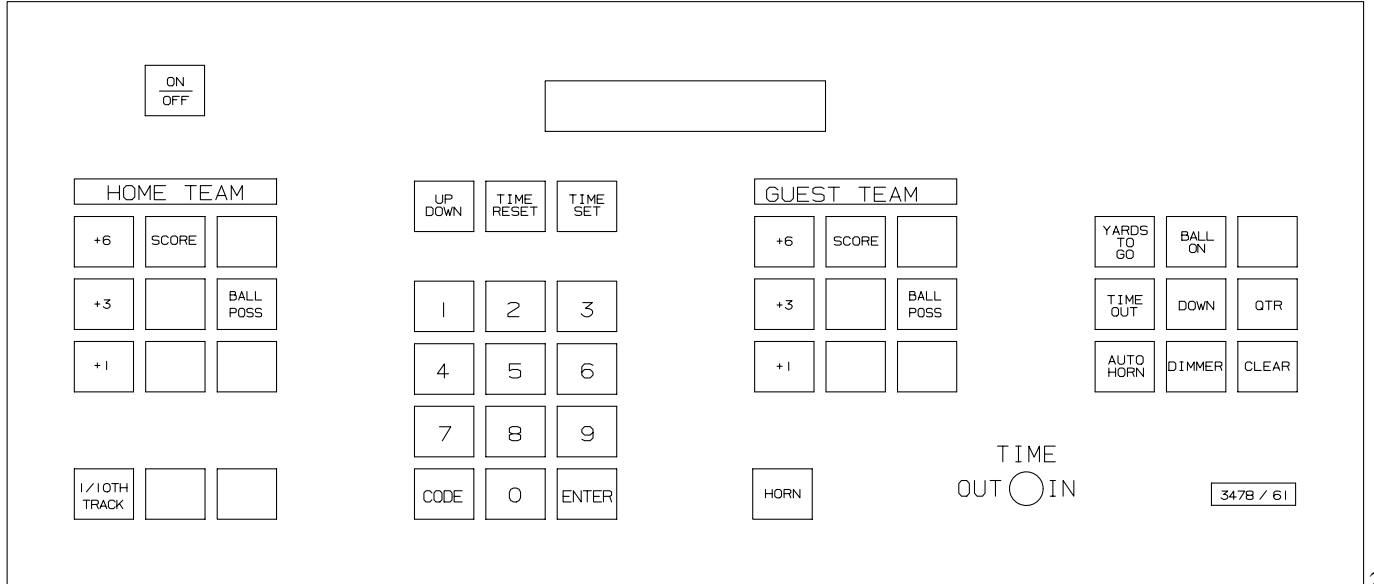 ON
OFF
HOME TEAM
UP
DOWN
TIME
RESET
TIME
SET
GUEST TEAM
+6
SCORE
+3
BALL
POSS
+1
1
2
3
4
5
6
7
8
9
CODE
0
ENTER
+6
SCORE
+3
BALL
POSS
+1
YARDS
TO
GO
BALL
ON
TIME
OUT
DOWN
QTR
AUTO
HORN
DIMMER
CLEAR
1/10TH
TRACK
HORN
TIME
OUT IN
3478 / 61